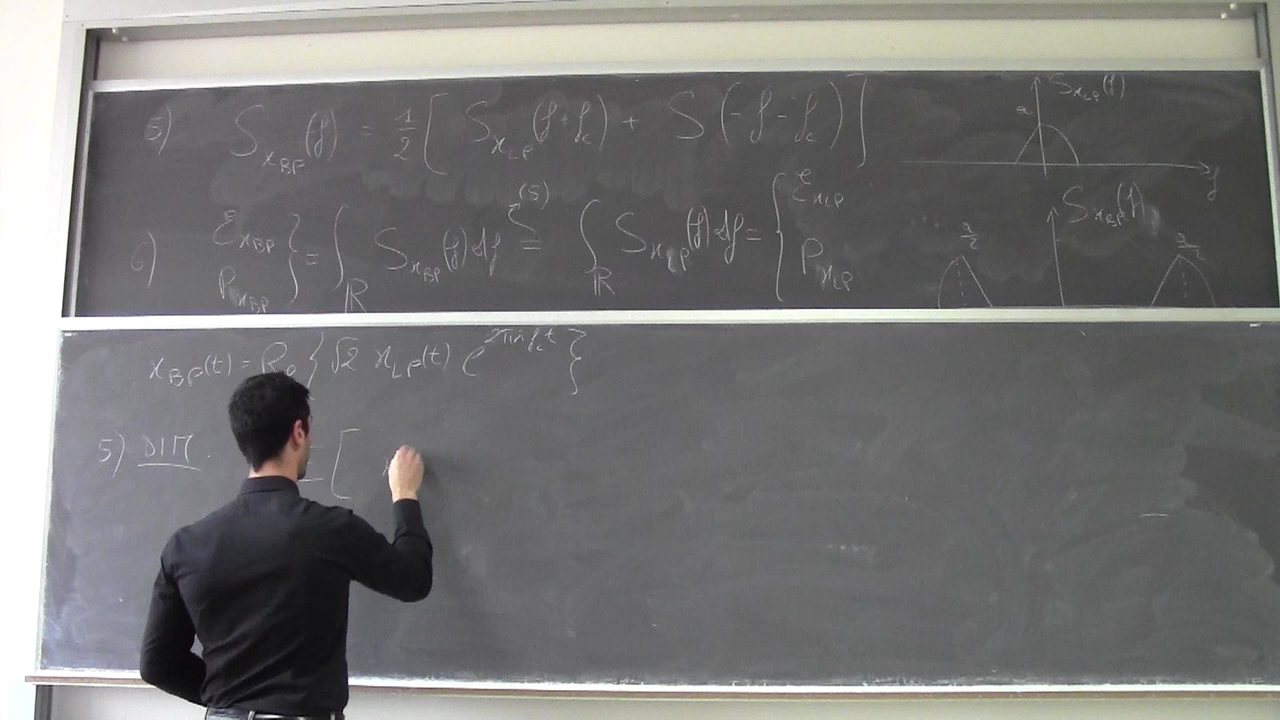 5) S_{x_{BP}}(f) = 1/2 [ S_{x_{LP}}(f+f_c) + S(-f-f_c) ]
a S_{x_{LP}}(f) f
6) { ℰ_{x_{BP}} P_{x_{BP}} } = ∫_ℝ S_{x_{BP}}(f) df =^{(5)} ∫_ℝ S_{x_{LP}}(f) df = { ℰ_{x_{LP}} P_{x_{LP}}
a/2 S_{x_{BP}}(f) a/2
x_{BP}(t) = Re { √2 x_{LP}(t) e^{2πi f_c t} }
5) DIM. = [